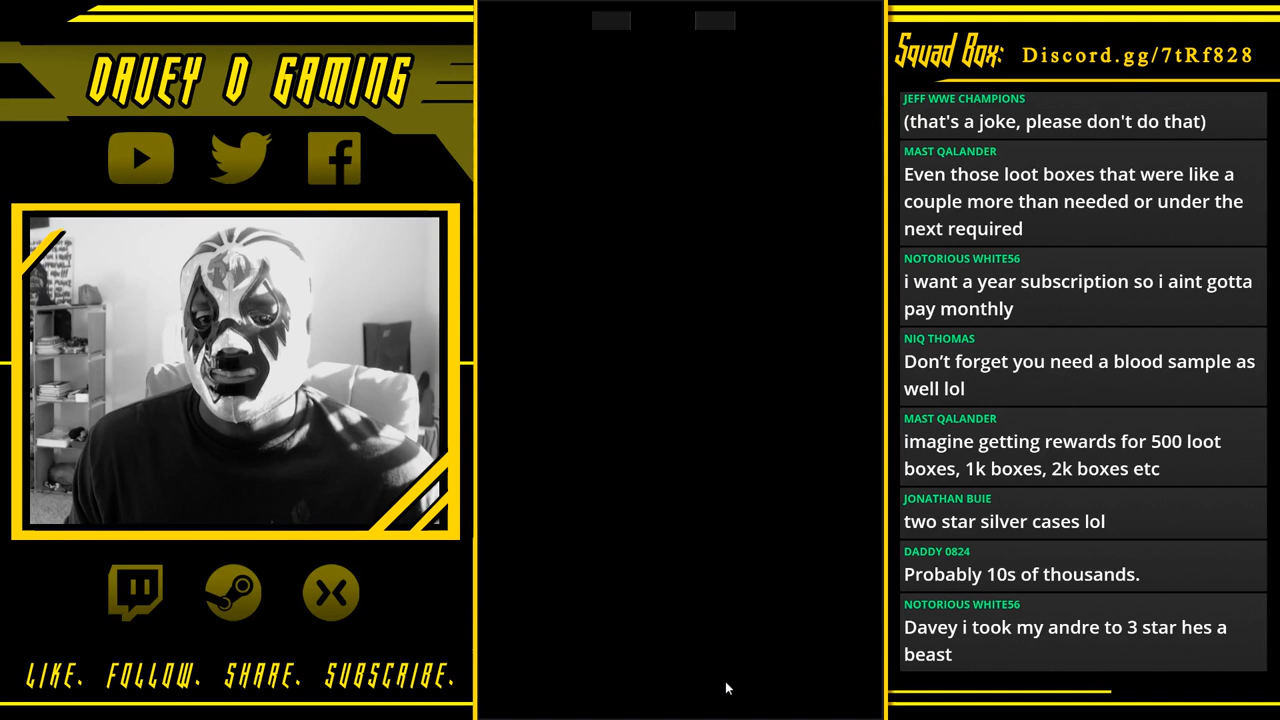 DAVEY D GAMING
LIKE. FOLLOW. SHARE. SUBSCRIBE.
Squad Box: Discord.gg/7tRf828
JEFF WWE CHAMPIONS
(that's a joke, please don't do that)
MAST QALANDER
Even those loot boxes that were like a
couple more than needed or under the
next required
NOTORIOUS WHITE56
i want a year subscription so i aint gotta
pay monthly
NIQ THOMAS
Don’t forget you need a blood sample as
well lol
MAST QALANDER
imagine getting rewards for 500 loot
boxes, 1k boxes, 2k boxes etc
JONATHAN BUIE
two star silver cases lol
DADDY 0824
Probably 10s of thousands.
NOTORIOUS WHITE56
Davey i took my andre to 3 star hes a
beast